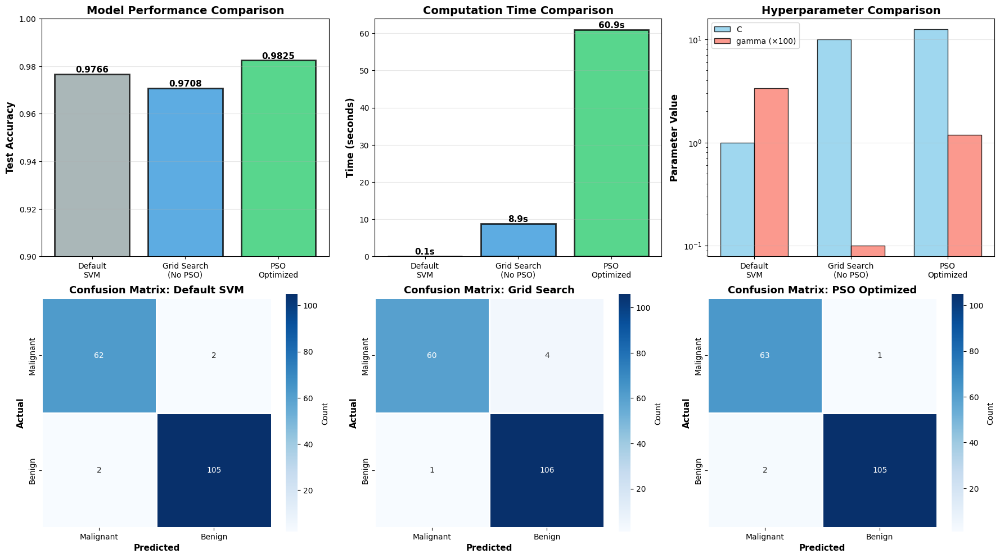 Model Performance Comparison
Test Accuracy
1.00
0.98
0.96
0.94
0.92
0.90
0.9766
0.9708
0.9825
Default
SVM
Grid Search
(No PSO)
PSO
Optimized
Computation Time Comparison
Time (seconds)
60
50
40
30
20
10
0
0.1s
8.9s
60.9s
Default
SVM
Grid Search
(No PSO)
PSO
Optimized
Hyperparameter Comparison
Parameter Value
C
gamma (×100)
10¹
10⁰
10⁻¹
Default
SVM
Grid Search
(No PSO)
PSO
Optimized
Confusion Matrix: Default SVM
Actual
Malignant
Benign
62
2
2
105
Malignant
Benign
Predicted
100
80
60
40
20
Count
Confusion Matrix: Grid Search
Actual
Malignant
Benign
60
4
1
106
Malignant
Benign
Predicted
100
80
60
40
20
Count
Confusion Matrix: PSO Optimized
Actual
Malignant
Benign
63
1
2
105
Malignant
Benign
Predicted
100
80
60
40
20
Count